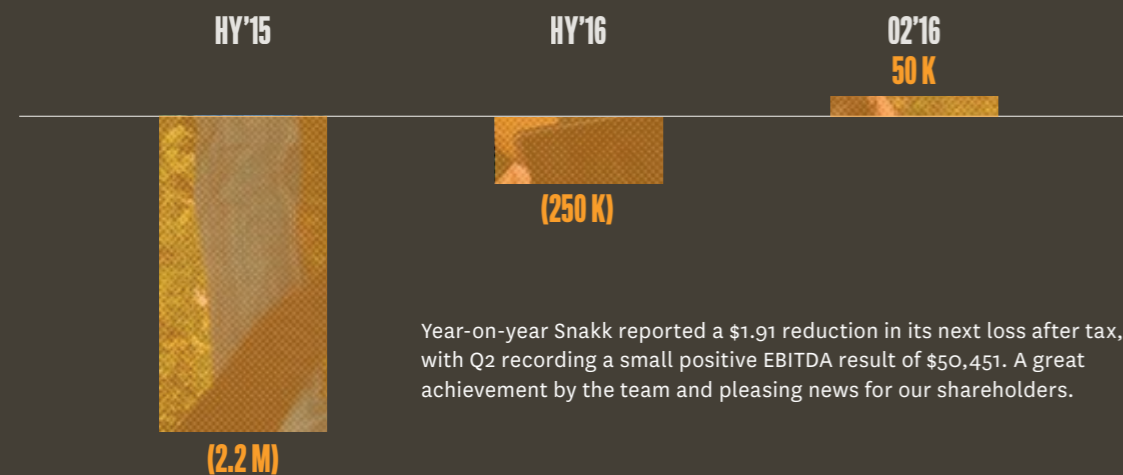 HY’15
HY’16
02’16
50 K
(250 K)
Year-on-year Snakk reported a $1.91 reduction in its next loss after tax,
with Q2 recording a small positive EBITDA result of $50,451. A great
achievement by the team and pleasing news for our shareholders.
(2.2 M)